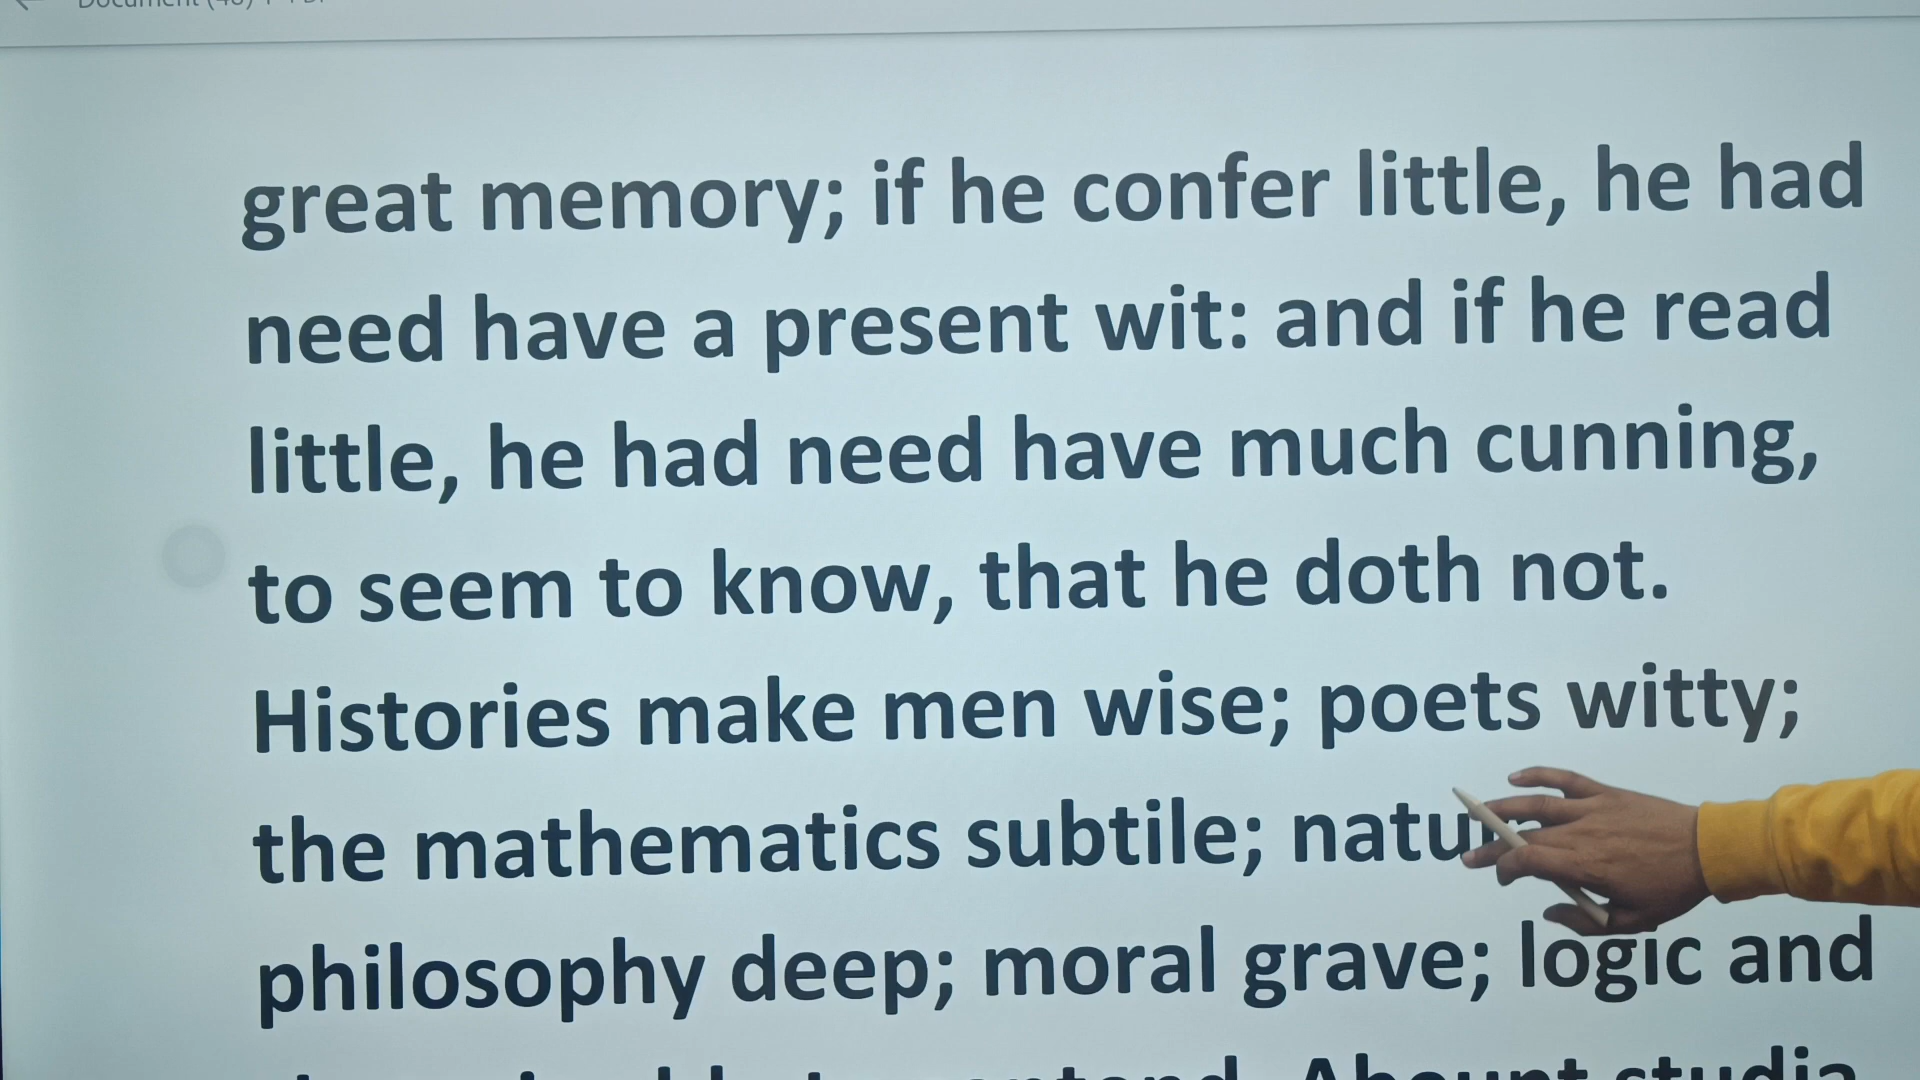 great memory; if he confer little, he had
need have a present wit: and if he read
little, he had need have much cunning,
to seem to know, that he doth not.
Histories make men wise; poets witty;
the mathematics subtile;
philosophy deep; moral grave; logic and
Abeunt studia